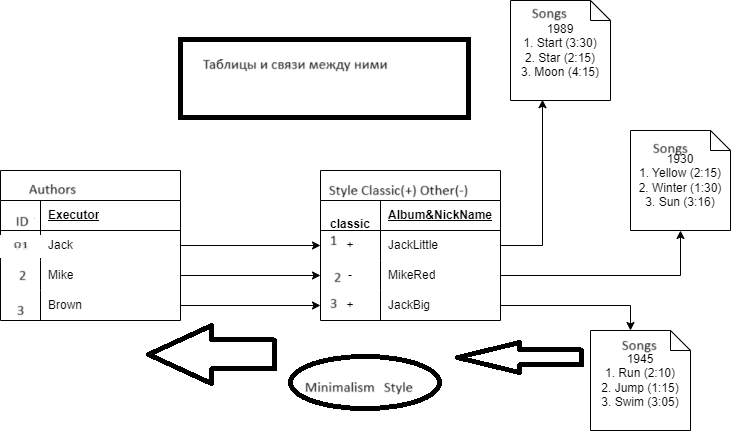 Songs
1989
1. Start (3:30)
2. Star (2:15)
3. Moon (4:15)
Таблицы и связи между ними
Songs
1930
1. Yellow (2:15)
2. Winter (1:30)
3. Sun (3:16)
Authors
ID Executor
Jack
2 Mike
3 Brown
Style Classic(+) Other(-)
classic Album&NickName
1 + JackLittle
2 - MikeRed
3 + JackBig
Songs
1945
1. Run (2:10)
2. Jump (1:15)
3. Swim (3:05)
Minimalism Style